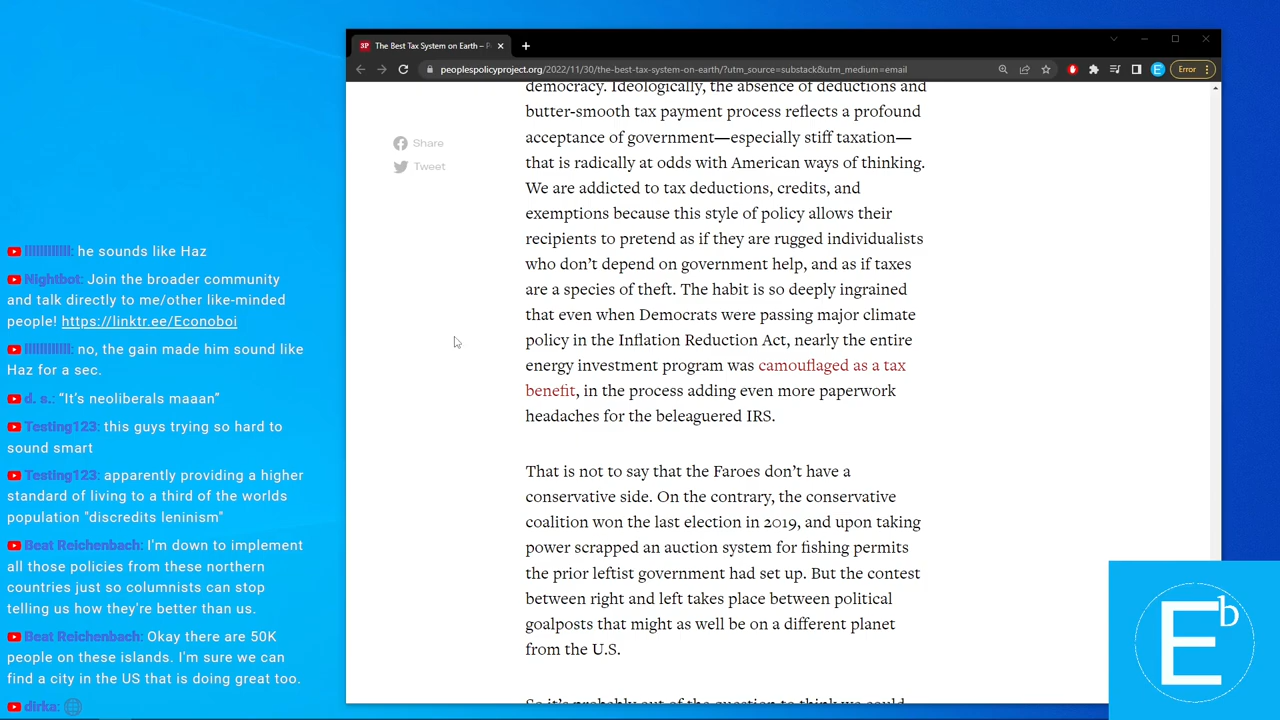 The Best Tax System on Earth – P
peoplespolicyproject.org/2022/11/30/the-best-tax-system-on-earth/?utm_source=substack&utm_medium=email
Error
Share
Tweet
democracy. Ideologically, the absence of deductions and
butter-smooth tax payment process reflects a profound
acceptance of government—especially stiff taxation—
that is radically at odds with American ways of thinking.
We are addicted to tax deductions, credits, and
exemptions because this style of policy allows their
recipients to pretend as if they are rugged individualists
who don’t depend on government help, and as if taxes
are a species of theft. The habit is so deeply ingrained
that even when Democrats were passing major climate
policy in the Inflation Reduction Act, nearly the entire
energy investment program was camouflaged as a tax
benefit, in the process adding even more paperwork
headaches for the beleaguered IRS.
That is not to say that the Faroes don’t have a
conservative side. On the contrary, the conservative
coalition won the last election in 2019, and upon taking
power scrapped an auction system for fishing permits
the prior leftist government had set up. But the contest
between right and left takes place between political
goalposts that might as well be on a different planet
from the U.S.
So it’s probably out of the question to think we could
he sounds like Haz
Nightbot: Join the broader community
and talk directly to me/other like-minded
people! https://linktr.ee/Econoboi
no, the gain made him sound like
Haz for a sec.
d. s.: “It’s neoliberals maaan”
Testing123: this guys trying so hard to
sound smart
Testing123: apparently providing a higher
standard of living to a third of the worlds
population "discredits leninism"
Beat Reichenbach: I'm down to implement
all those policies from these northern
countries just so columnists can stop
telling us how they're better than us.
Beat Reichenbach: Okay there are 50K
people on these islands. I'm sure we can
find a city in the US that is doing great too.
dirka:
Eb